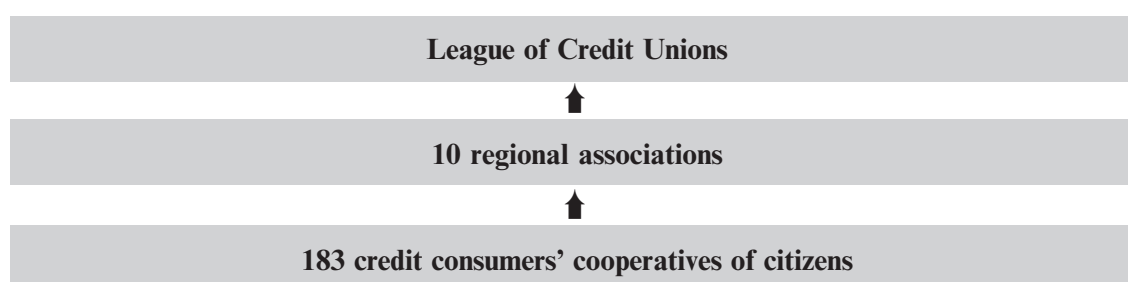 League of Credit Unions
10 regional associations
183 credit consumers’ cooperatives of citizens